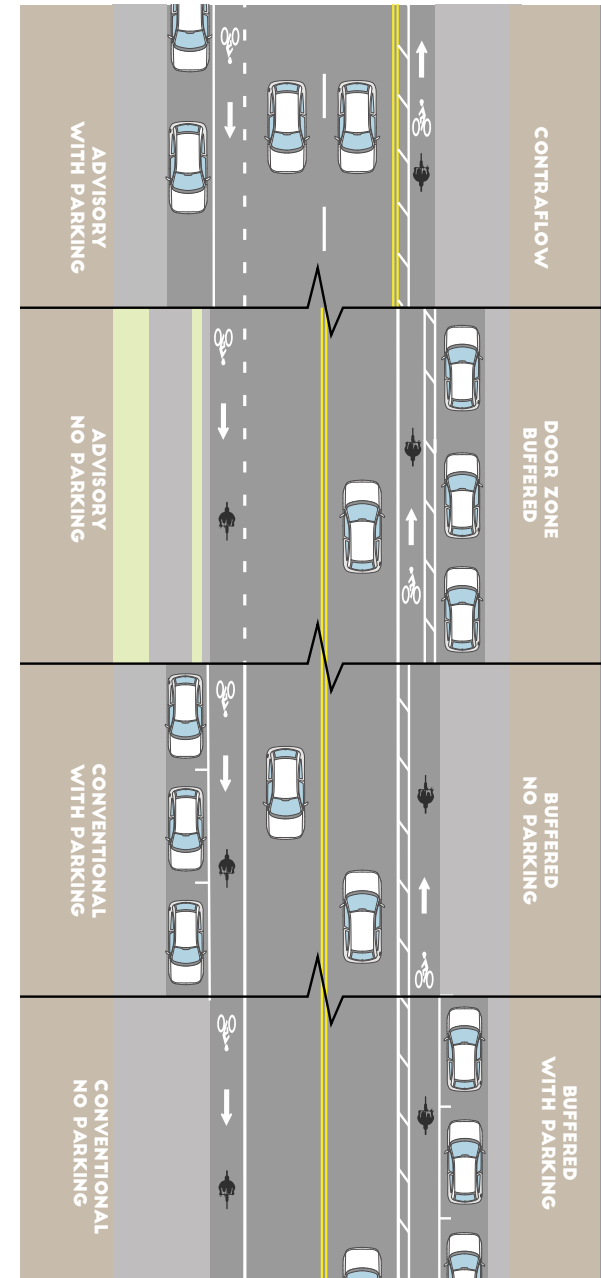 ADVISORY
WITH PARKING
CONTRAFLOW
ADVISORY
NO PARKING
DOOR ZONE
BUFFERED
CONVENTIONAL
WITH PARKING
BUFFERED
NO PARKING
CONVENTIONAL
NO PARKING
BUFFERED
WITH PARKING